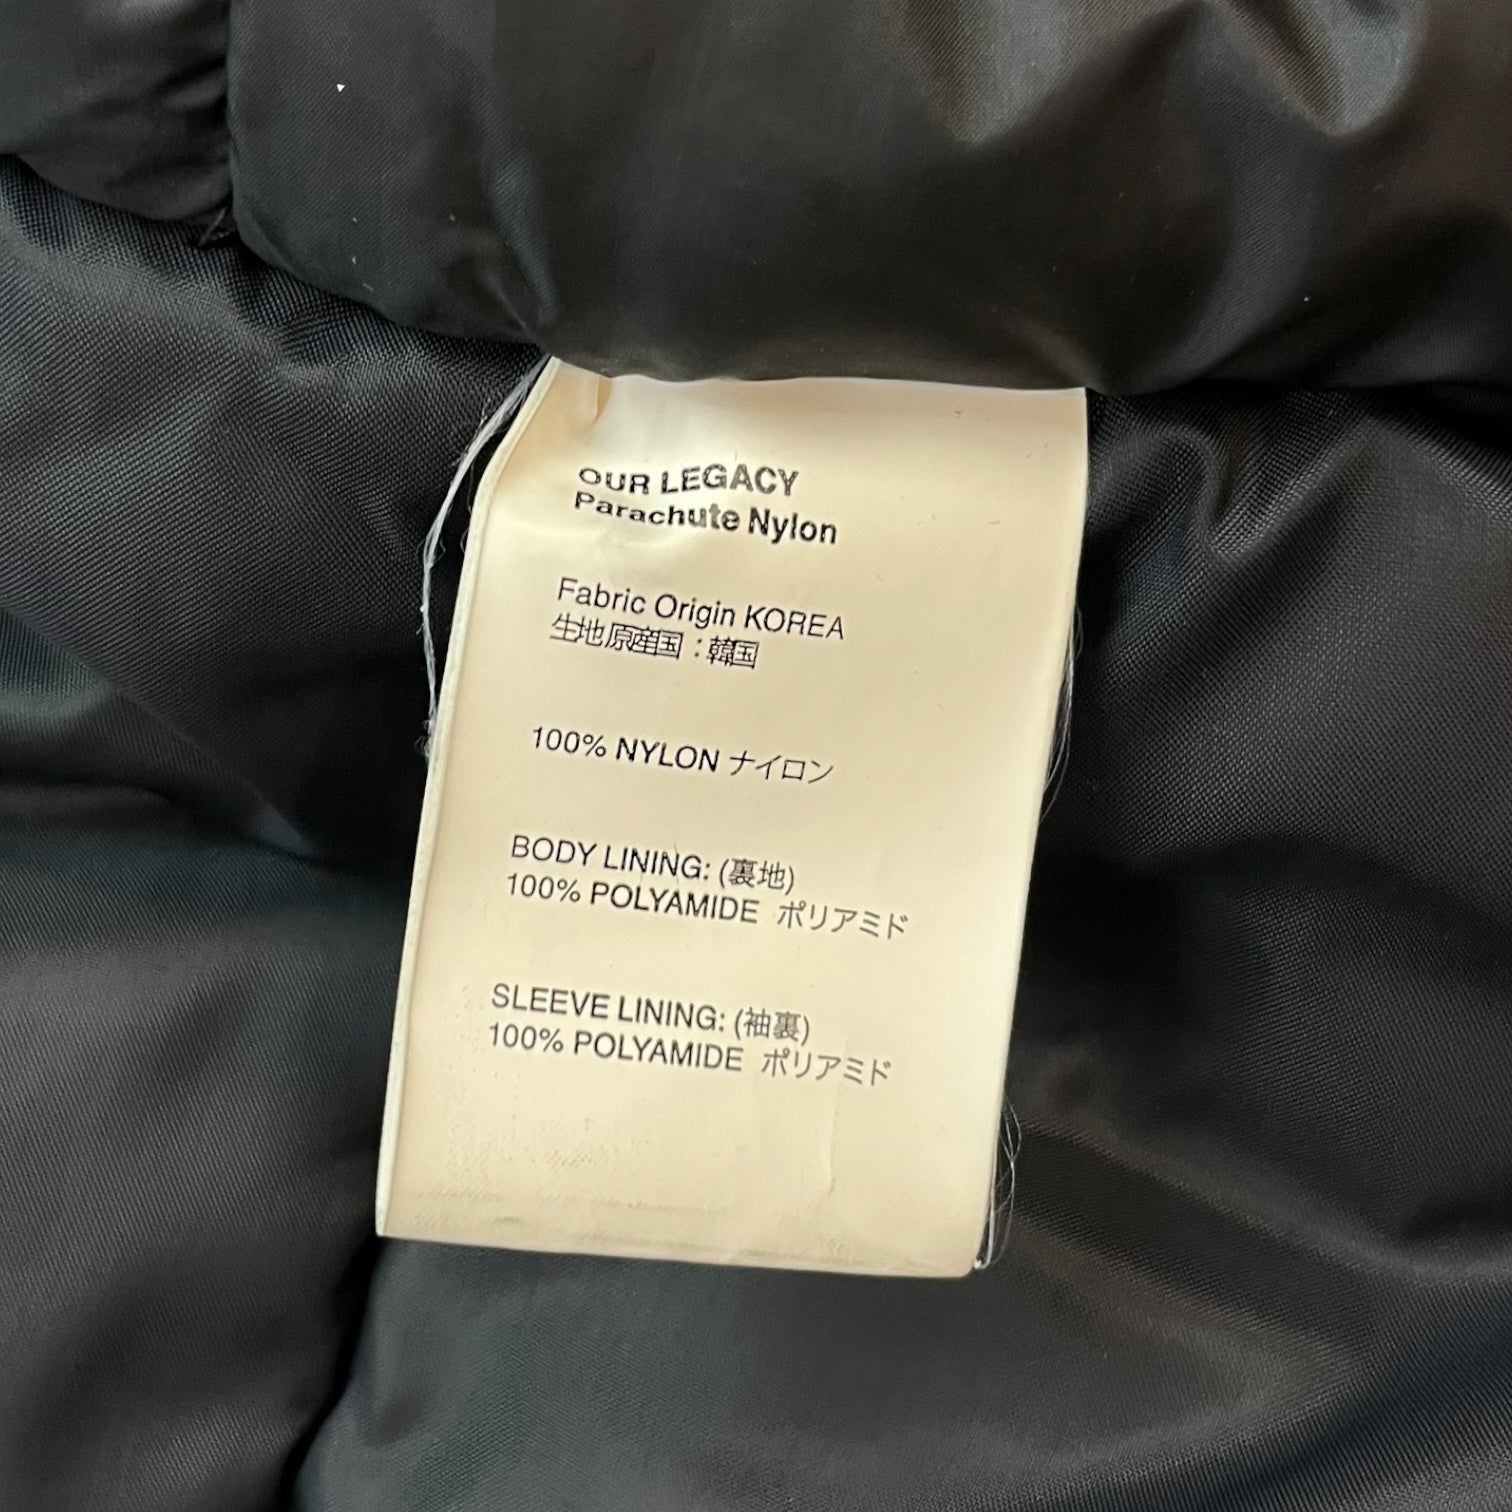 OUR LEGACY
Parachute Nylon
Fabric Origin KOREA
生地原産国：韓国
100% NYLON ナイロン
BODY LINING: (裏地)
100% POLYAMIDE ポリアミド
SLEEVE LINING: (袖裏)
100% POLYAMIDE ポリアミド